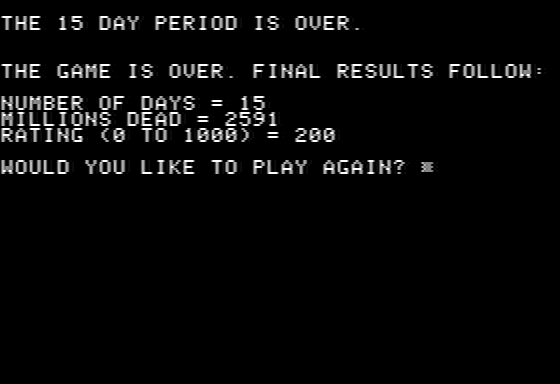 THE 15 DAY PERIOD IS OVER.
THE GAME IS OVER. FINAL RESULTS FOLLOW:
NUMBER OF DAYS = 15
MILLIONS DEAD = 2591
RATING (0 TO 1000) = 200
WOULD YOU LIKE TO PLAY AGAIN?